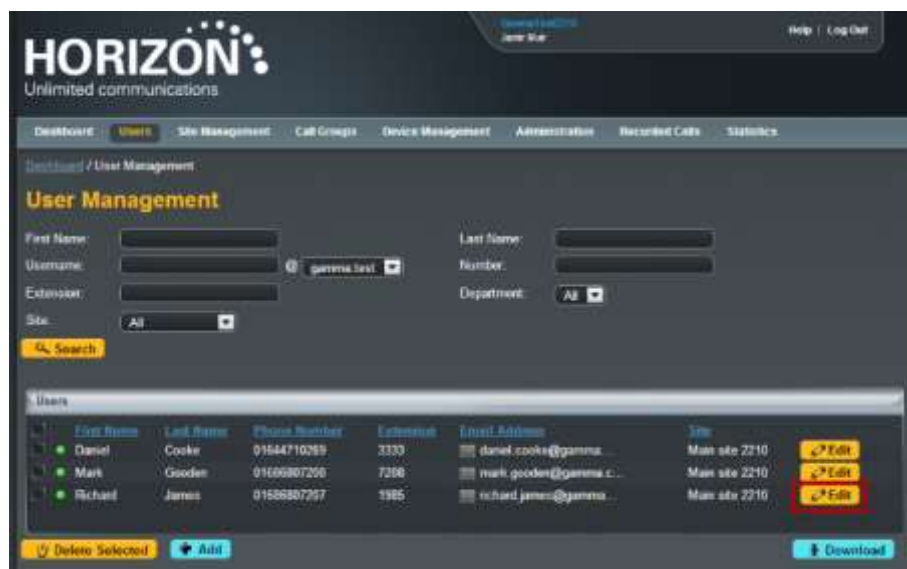 HORIZON
Unlimited communications
Help | Log Out
Dashboard Users Site Management Call Groups Device Management Administration Recorded Calls Statistics
Dashboard / User Management
User Management
First Name: Last Name:
Username: @ gamma.test Number:
Extension: Department: All
Site: All
Search
Users
First Name Last Name Phone Number Extension Email Address Site
Daniel Cooke 01644710269 3333 daniel.cooke@gamma... Main site 2210 Edit
Mark Gooden 7208 mark.gooden@gamma.c... Main site 2210 Edit
Richard James 1985 richard.james@gamma... Main site 2210 Edit
Delete Selected Add Download